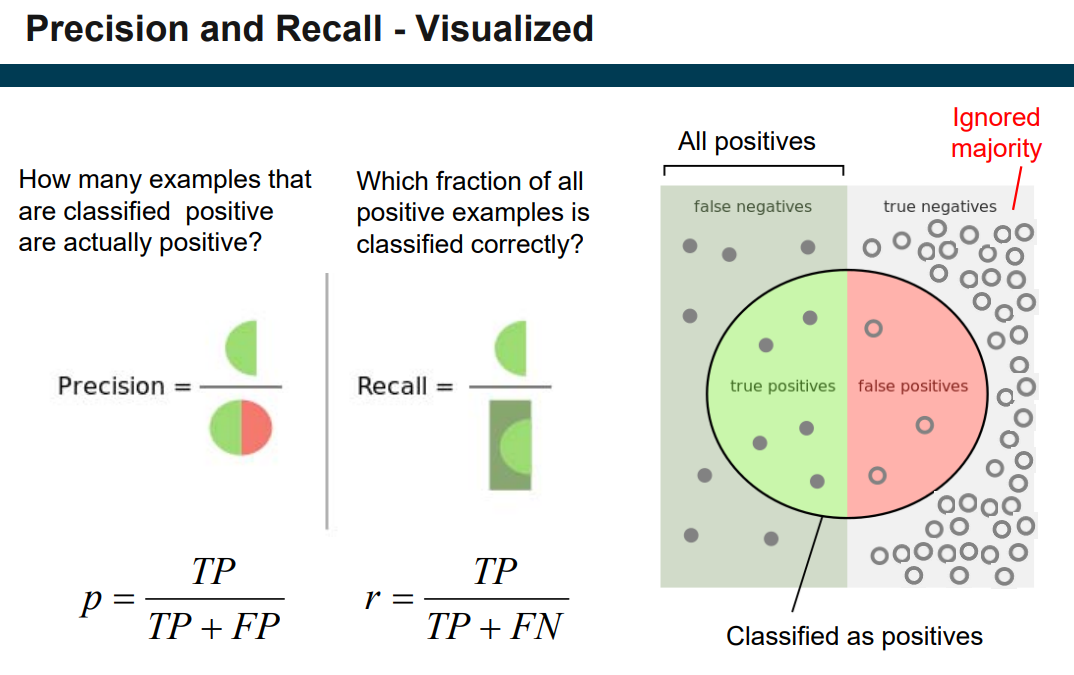 Precision and Recall - Visualized
How many examples that
are classified positive
are actually positive?
Precision =
p = TP / TP + FP
Which fraction of all
positive examples is
classified correctly?
Recall =
r = TP / TP + FN
All positives
Ignored
majority
false negatives
true negatives
true positives
false positives
Classified as positives